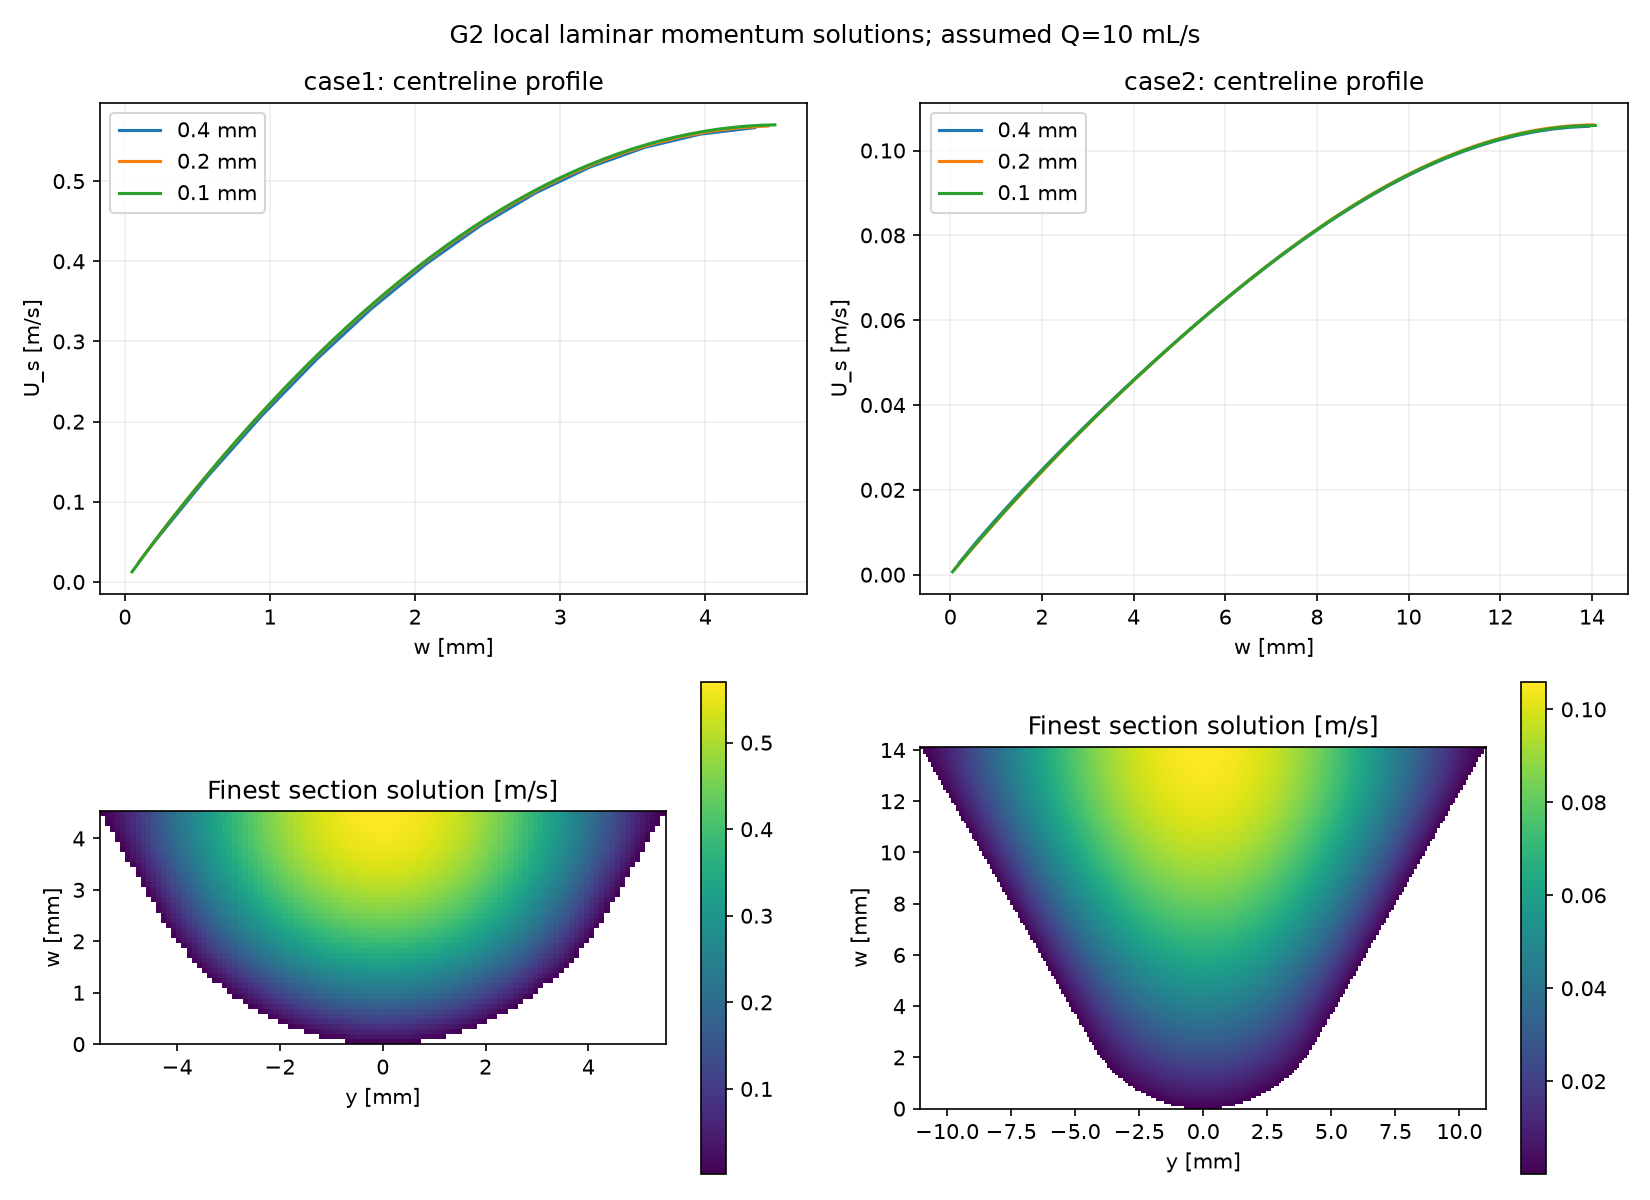 G2 local laminar momentum solutions; assumed Q=10 mL/s
case1: centreline profile
0.4 mm
0.2 mm
0.1 mm
U_s [m/s]
0.5
0.4
0.3
0.2
0.1
0.0
0 1 2 3 4
w [mm]
case2: centreline profile
0.4 mm
0.2 mm
0.1 mm
U_s [m/s]
0.10
0.08
0.06
0.04
0.02
0.00
0 2 4 6 8 10 12 14
w [mm]
Finest section solution [m/s]
w [mm]
4
3
2
1
0
−4 −2 0 2 4
y [mm]
0.5
0.4
0.3
0.2
0.1
Finest section solution [m/s]
w [mm]
14
12
10
8
6
4
2
0
−10.0 −7.5 −5.0 −2.5 0.0 2.5 5.0 7.5 10.0
y [mm]
0.10
0.08
0.06
0.04
0.02